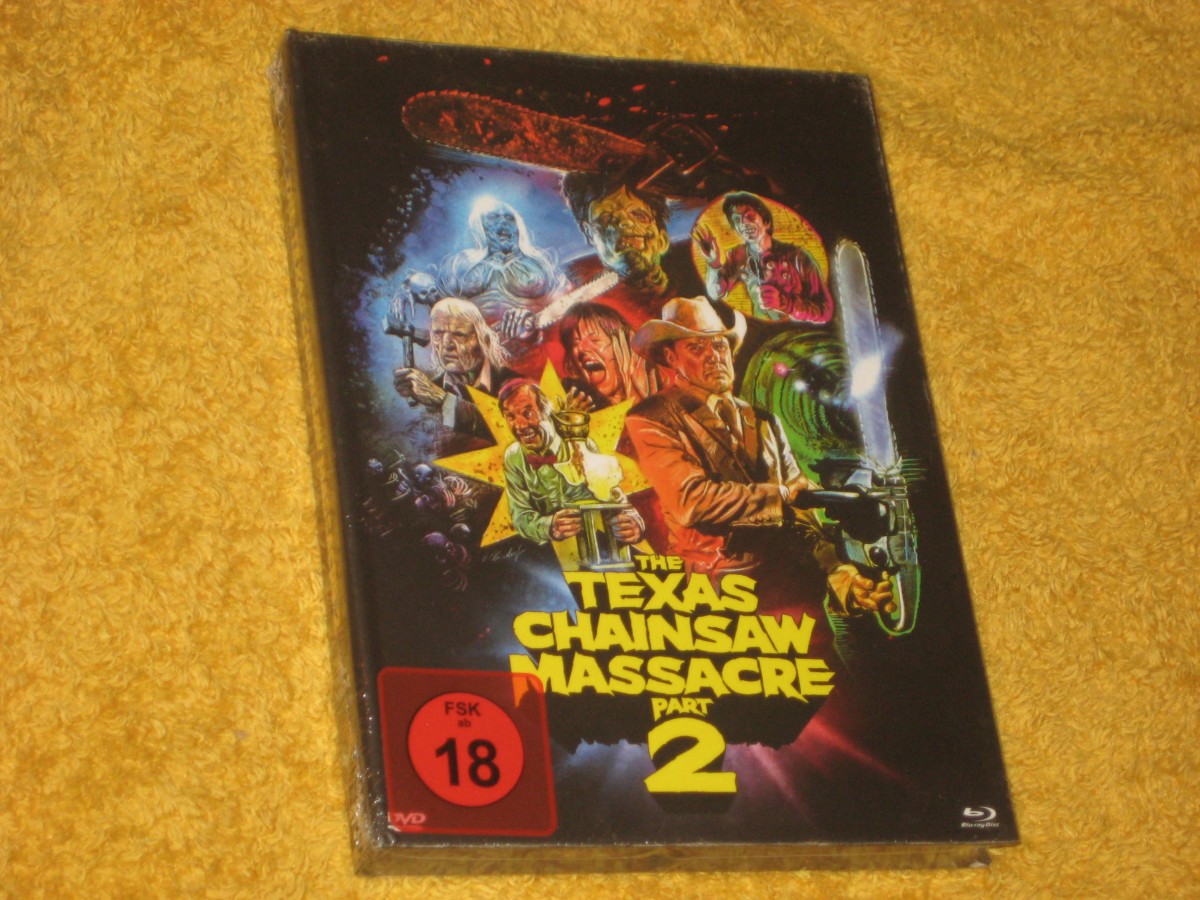 THE
TEXAS
CHAINSAW
MASSACRE
PART
2
FSK
ab
18
DVD
Blu-ray Disc